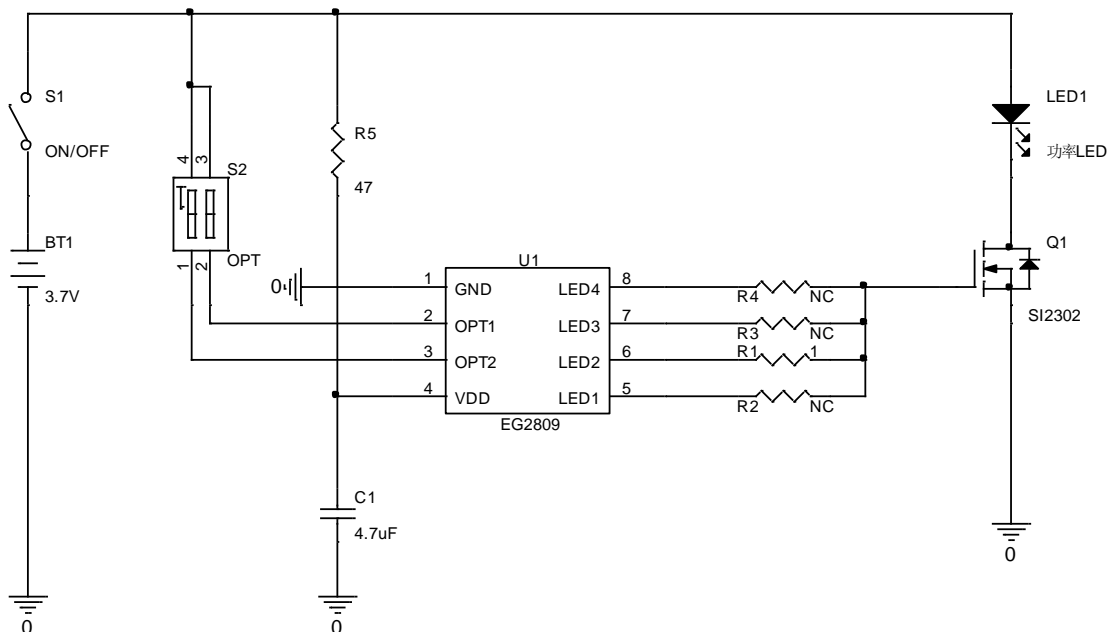 S1
ON/OFF
BT1
3.7V
0
4
3
S2
1
2
OPT
R5
47
0
U1
1
GND
2
OPT1
3
OPT2
4
VDD
LED4
8
LED3
7
LED2
6
LED1
5
EG2809
R4
NC
R3
NC
R1
1
R2
NC
C1
4.7uF
0
LED1
功率LED
Q1
SI2302
0